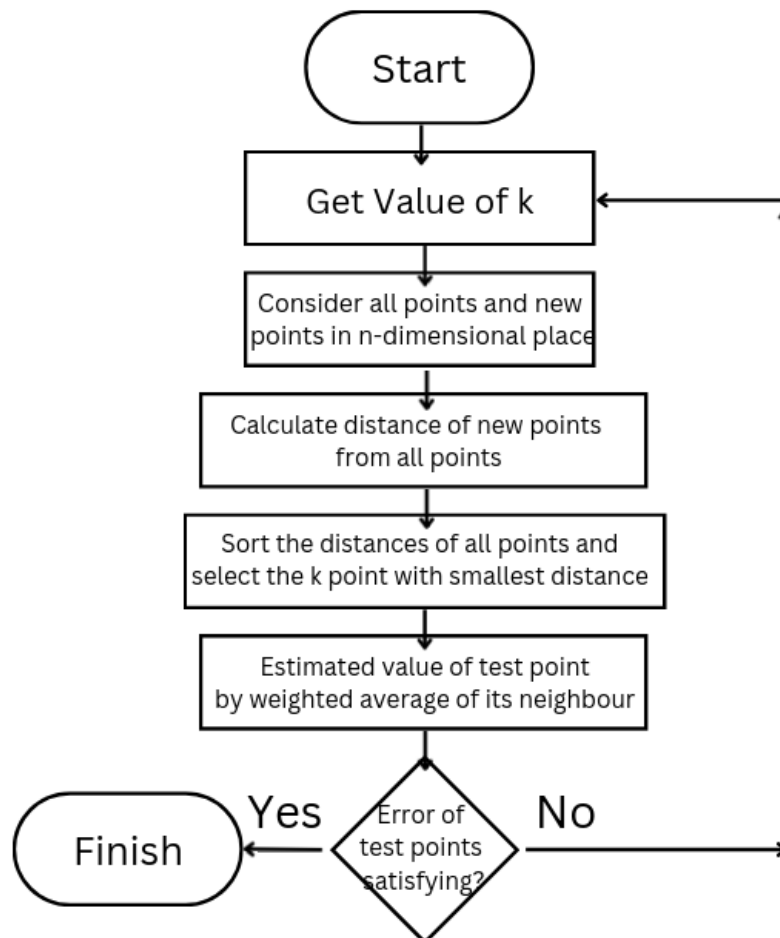 Start
Get Value of k
Consider all points and new
points in n-dimensional place
Calculate distance of new points
from all points
Sort the distances of all points and
select the k point with smallest distance
Estimated value of test point
by weighted average of its neighbour
Yes
No
Error of
test points
satisfying?
Finish